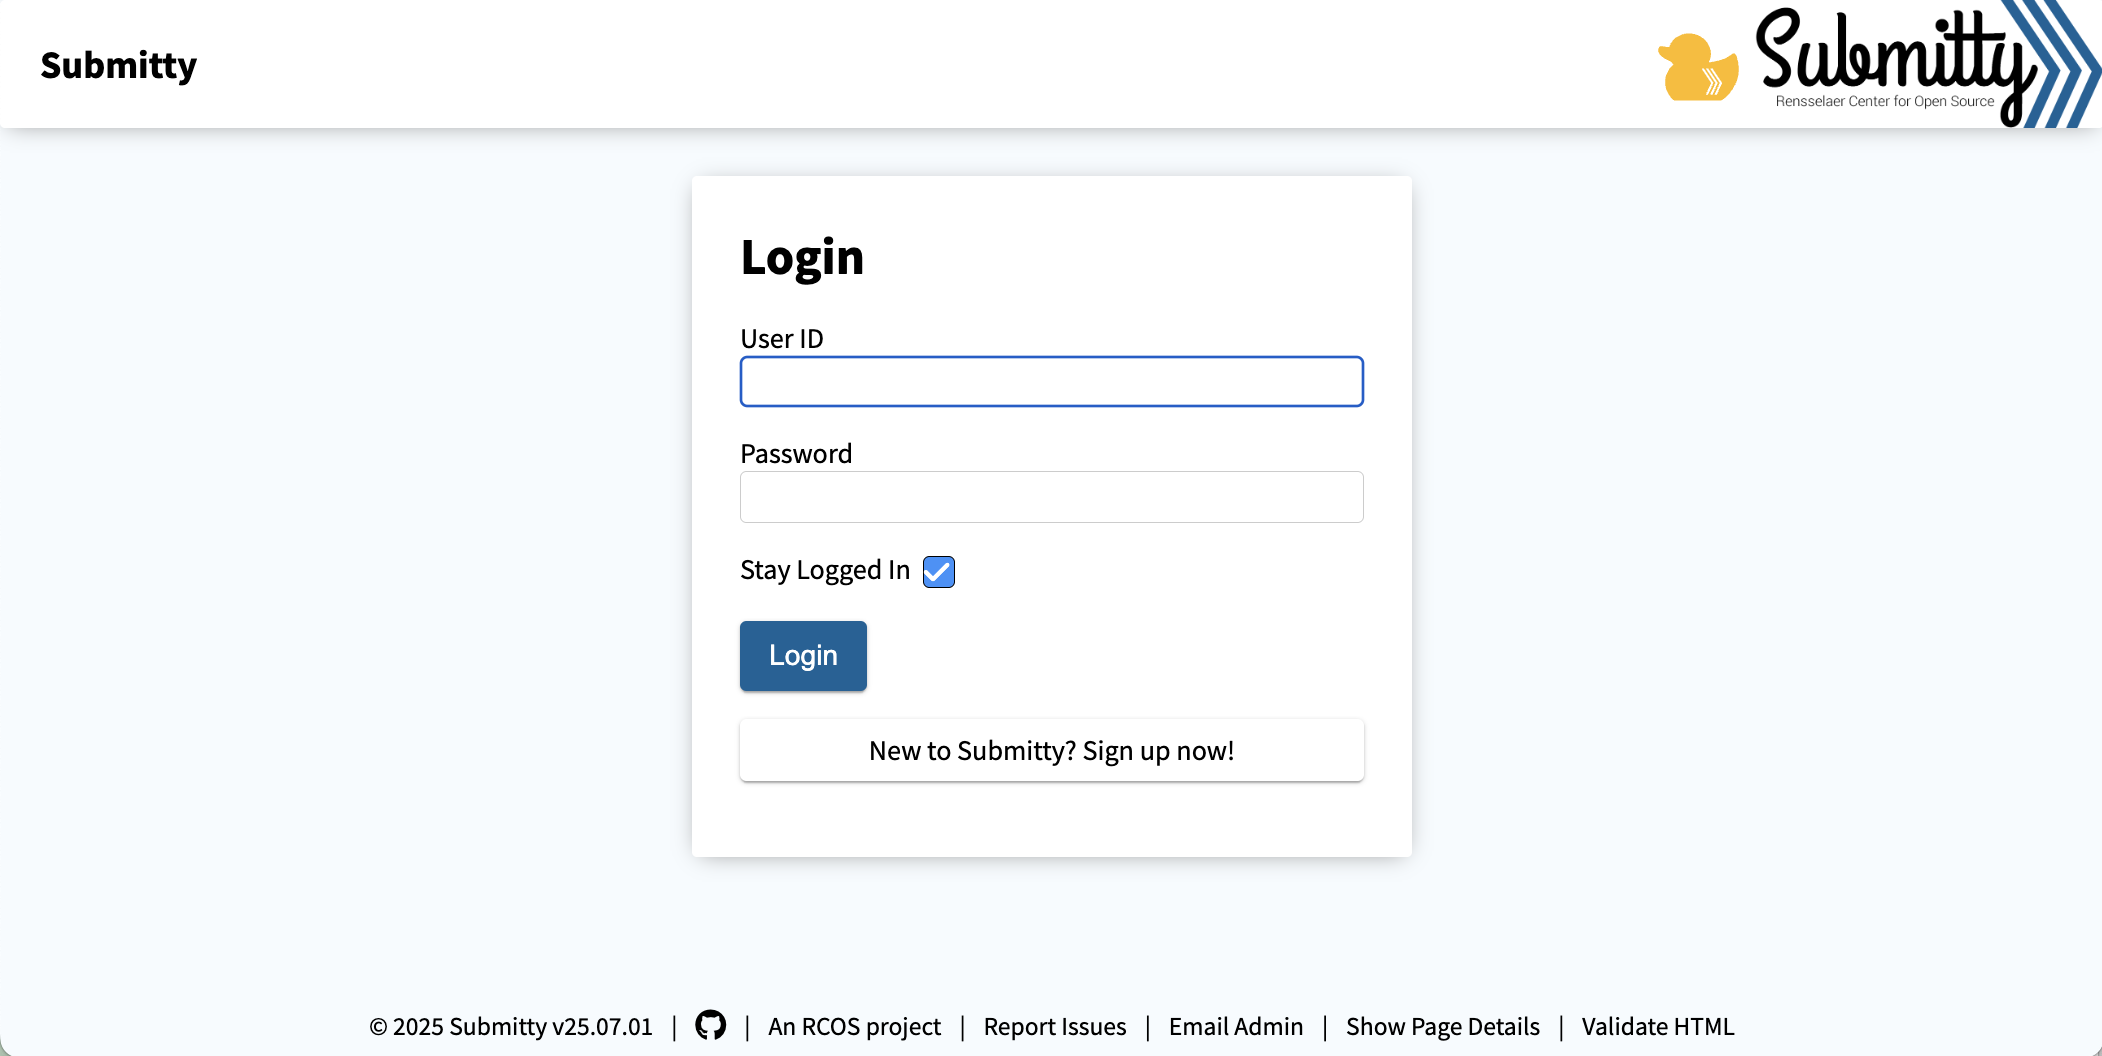 Submitty
Submitty
Rensselaer Center for Open Source
Login
User ID
Password
Stay Logged In
Login
New to Submitty? Sign up now!
© 2025 Submitty v25.07.01 | | An RCOS project | Report Issues | Email Admin | Show Page Details | Validate HTML